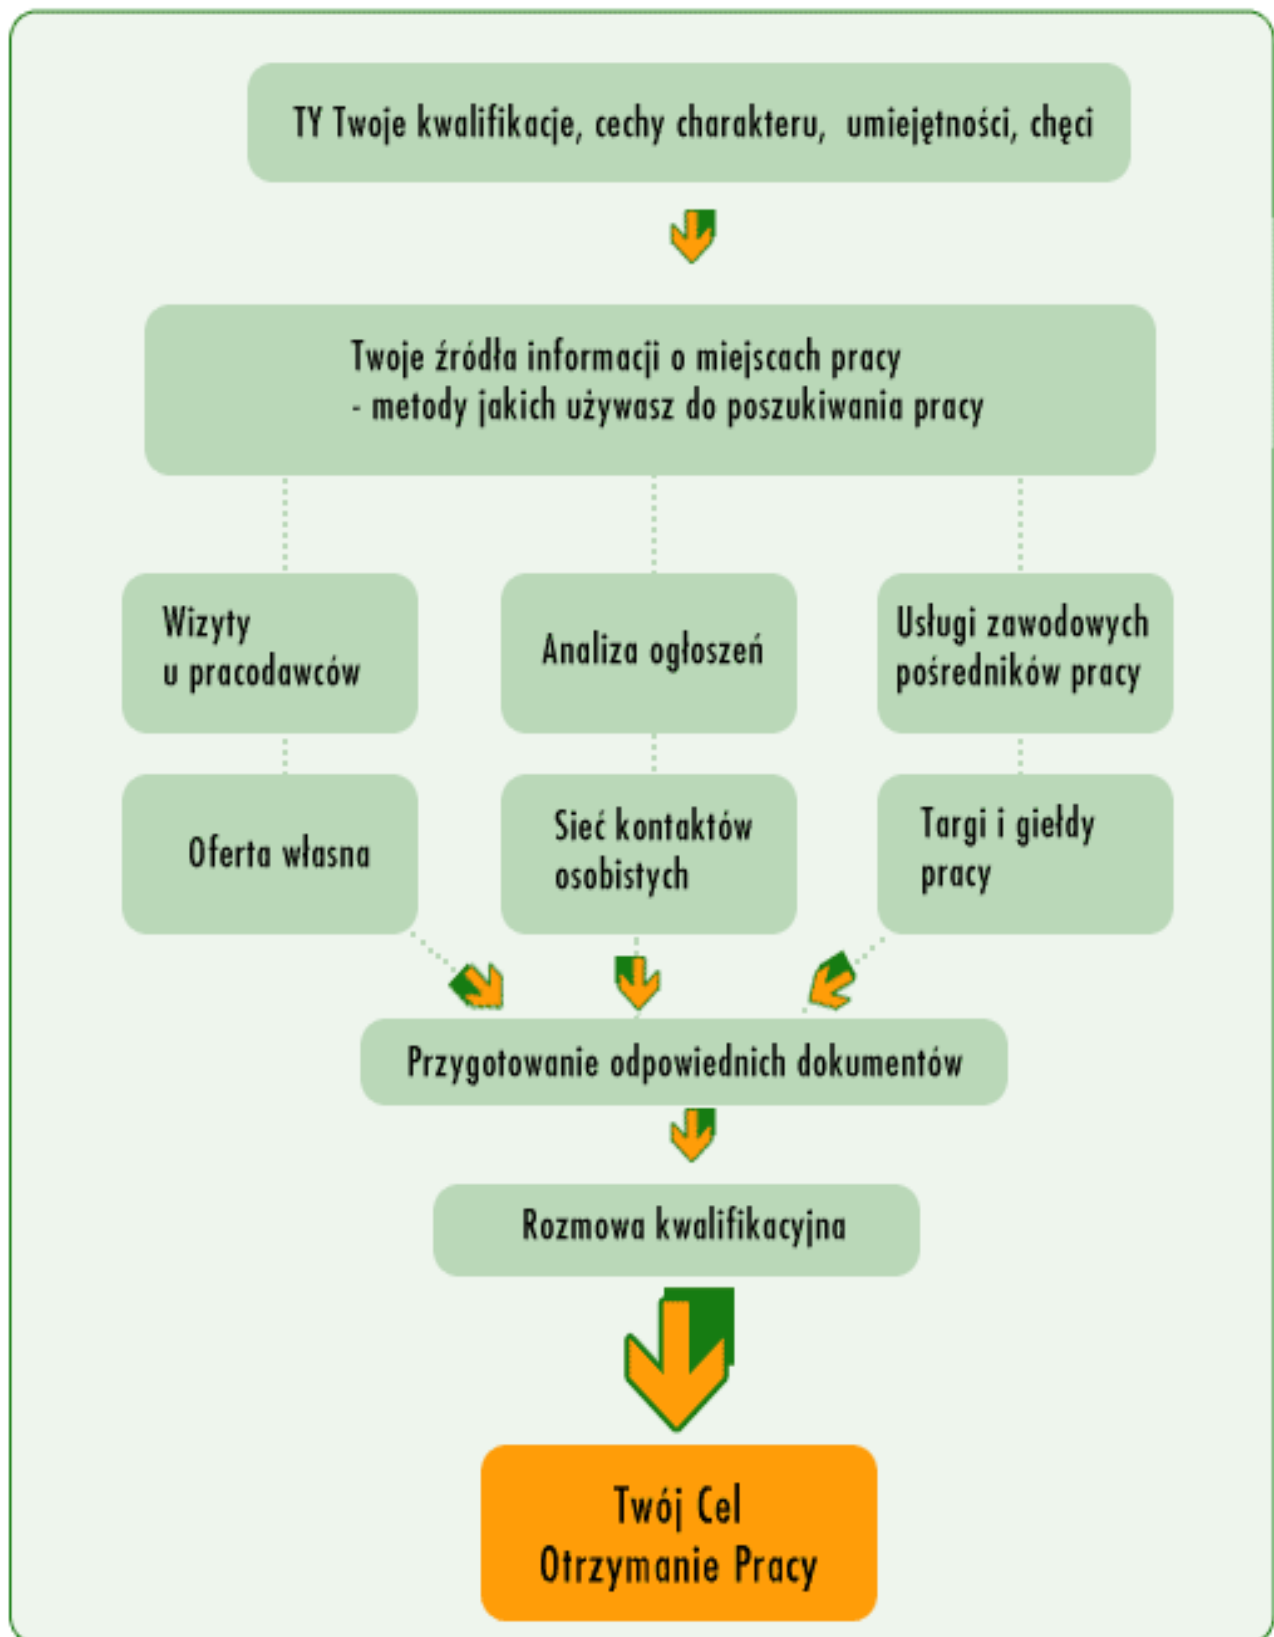 TY Twoje kwalifikacje, cechy charakteru, umiejętności, chęci
Twoje źródła informacji o miejscach pracy
- metody jakich używasz do poszukiwania pracy
Wizyty
u pracodawców
Analiza ogłoszeń
Usługi zawodowych
pośredników pracy
Oferta własna
Sieć kontaktów
osobistych
Targi i giełdy
pracy
Przygotowanie odpowiednich dokumentów
Rozmowa kwalifikacyjna
Twój Cel
Otrzymanie Pracy